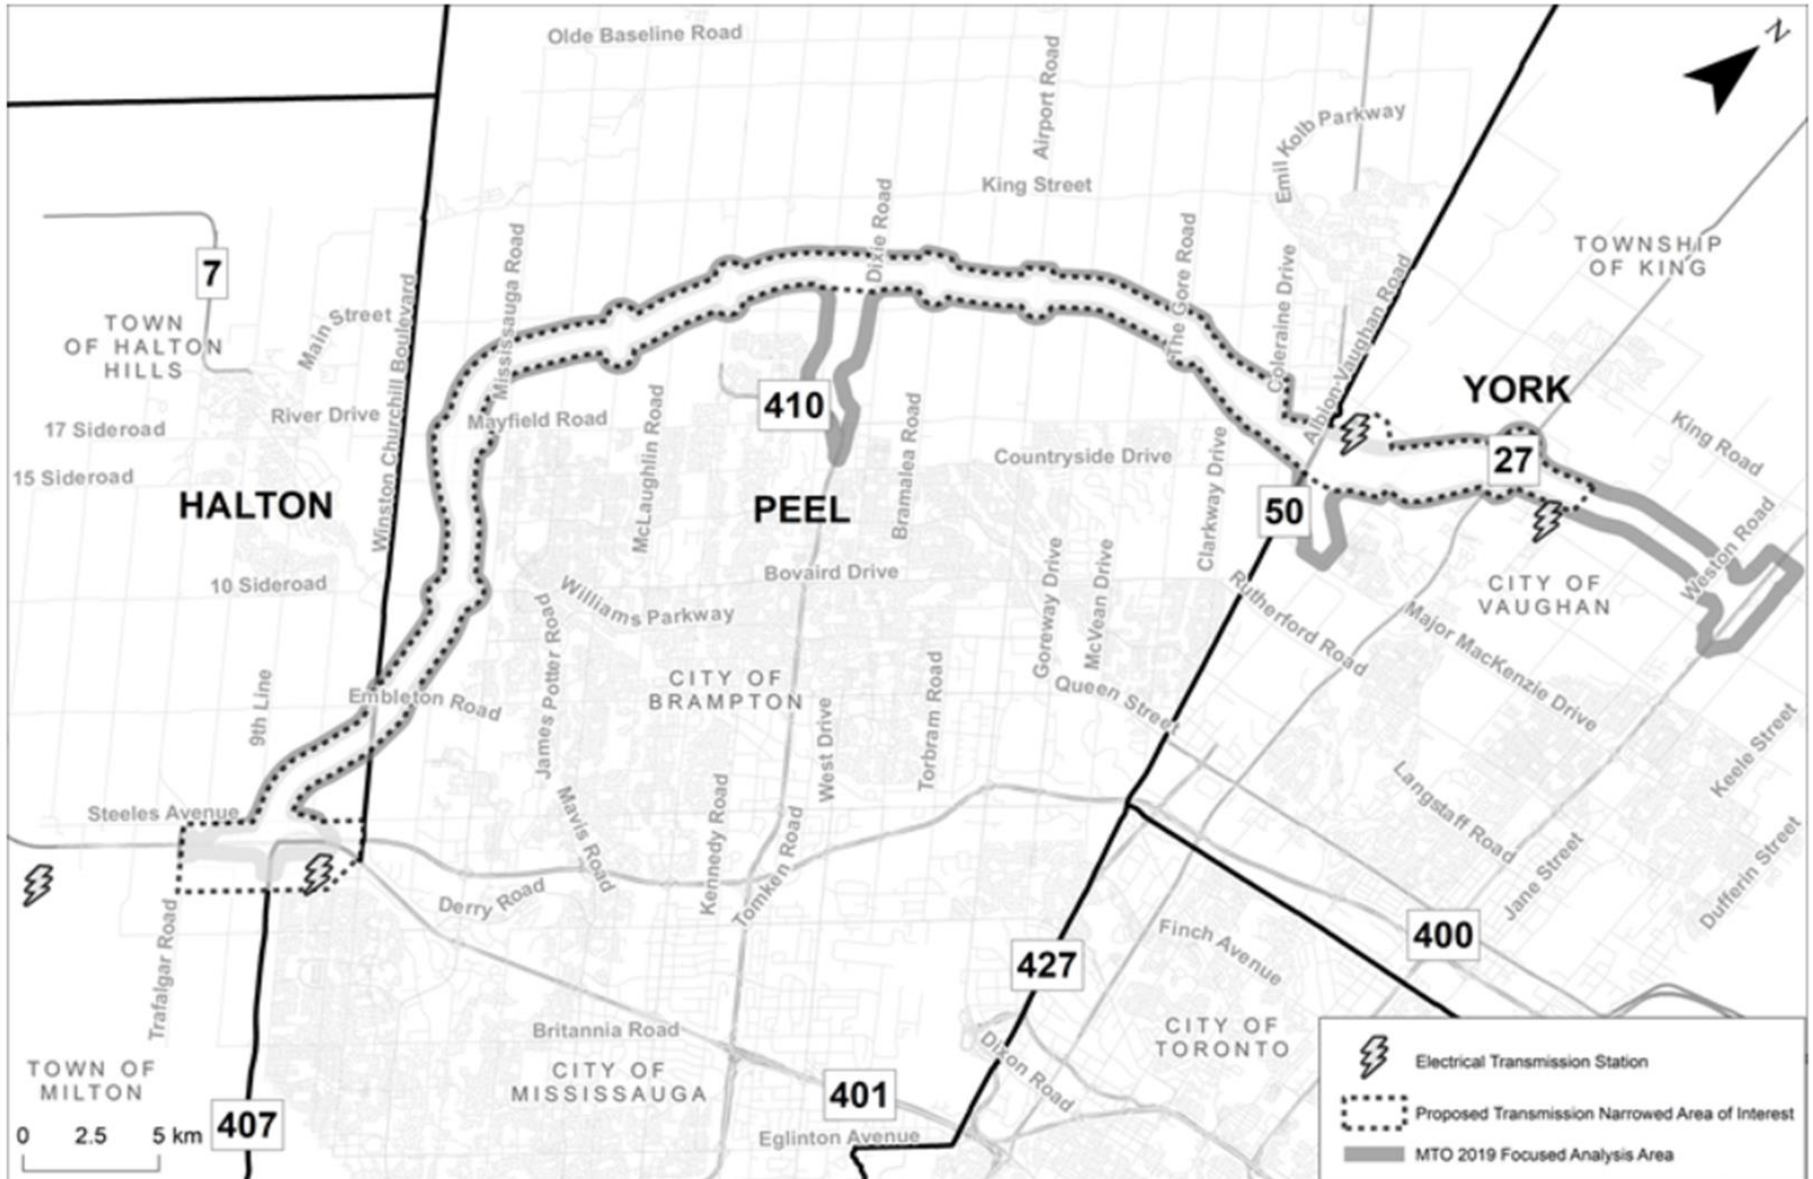 N
Olde Baseline Road
Airport Road
Emil Kolb Parkway
King Street
Dixie Road
Mississauga Road
The Gore Road
Coleraine Drive
Albion-Vaughan Road
TOWNSHIP
OF KING
7
TOWN
OF HALTON
HILLS
Main Street
Winston Churchill Boulevard
River Drive
17 Sideroad
15 Sideroad
HALTON
10 Sideroad
Mayfield Road
McLaughlin Road
410
Bramalea Road
PEEL
Countryside Drive
Clarkway Drive
YORK
27
50
King Road
Weston Road
CITY OF
VAUGHAN
Bovaird Drive
Williams Parkway
James Potter Road
Goreway Drive
McVean Drive
Rutherford Road
Major MacKenzie Drive
CITY OF
BRAMPTON
Embleton Road
9th Line
Steeles Avenue
Queen Street
Torbram Road
West Drive
Kennedy Road
Tomken Road
Mavis Road
Derry Road
Langstaff Road
Keele Street
Jane Street
Dufferin Street
400
Finch Avenue
427
Trafalgar Road
Britannia Road
CITY OF
MISSISSAUGA
CITY OF
TORONTO
Dixon Road
TOWN OF
MILTON
401
407
Eglinton Avenue
0 2.5 5 km
Electrical Transmission Station
Proposed Transmission Narrowed Area of Interest
MTO 2019 Focused Analysis Area